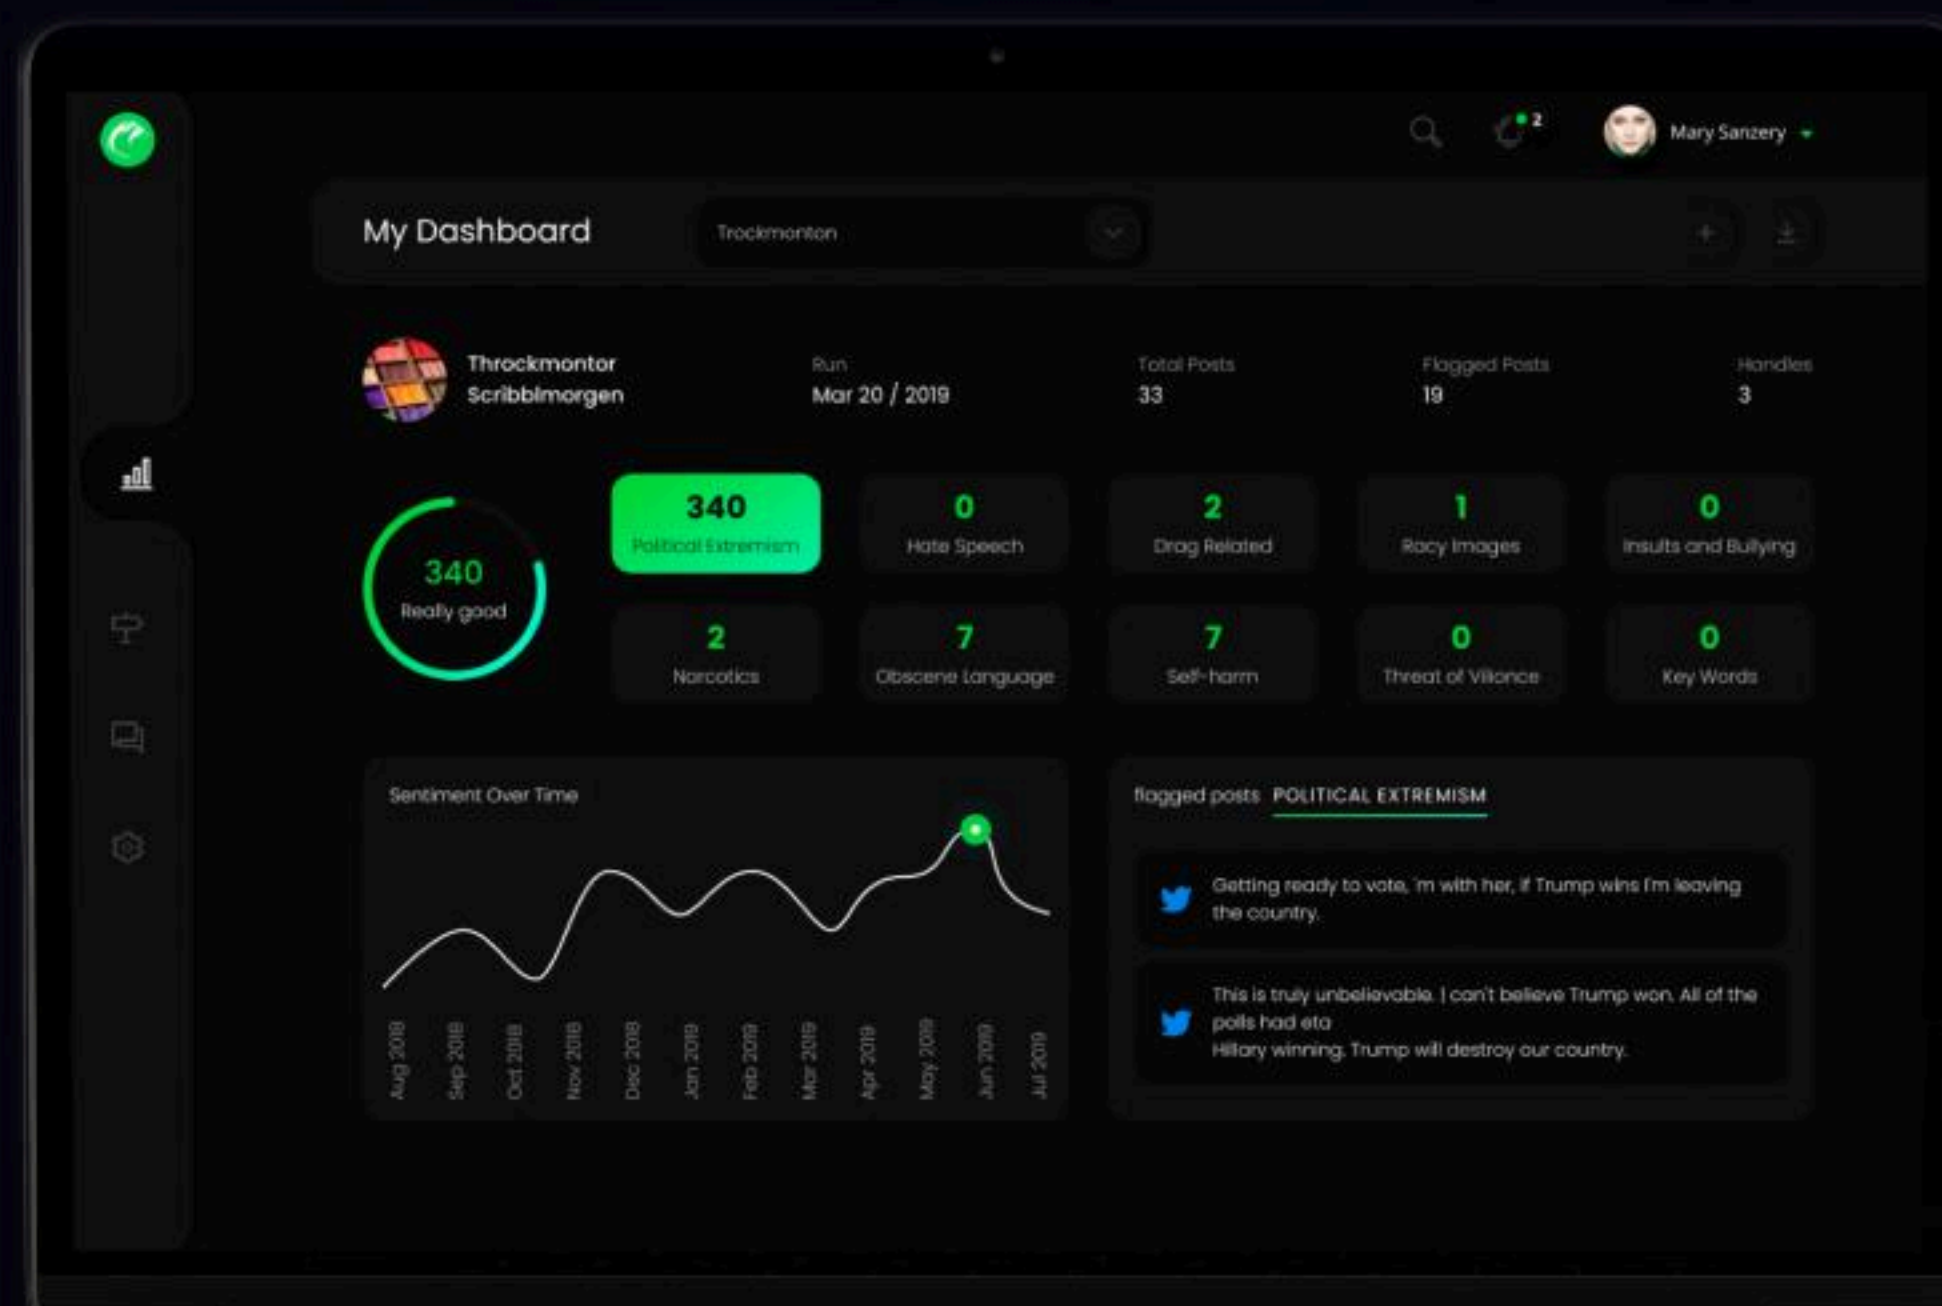 2
Mary Sanzery
My Dashboard
Trockmonton
Throckmontor
Scribblmorgen
Run
Mar 20 / 2019
Total Posts
33
Flagged Posts
19
Handles
3
340
Really good
340
Political Extremism
0
Hate Speech
2
Drag Related
1
Racy Images
0
Insults and Bullying
2
Narcotics
7
Obscene Language
7
Self-harm
0
Threat of Villonce
0
Key Words
Sentiment Over Time
Aug 2018
Sep 2018
Oct 2018
Nov 2018
Dec 2018
Jan 2019
Feb 2019
Mar 2019
Apr 2019
May 2019
Jun 2019
Jul 2019
flagged posts POLITICAL EXTREMISM
Getting ready to vote, 'm with her, if Trump wins I'm leaving
the country.
This is truly unbelievable. I can't believe Trump won. All of the
polls had eta
Hillary winning. Trump will destroy our country.